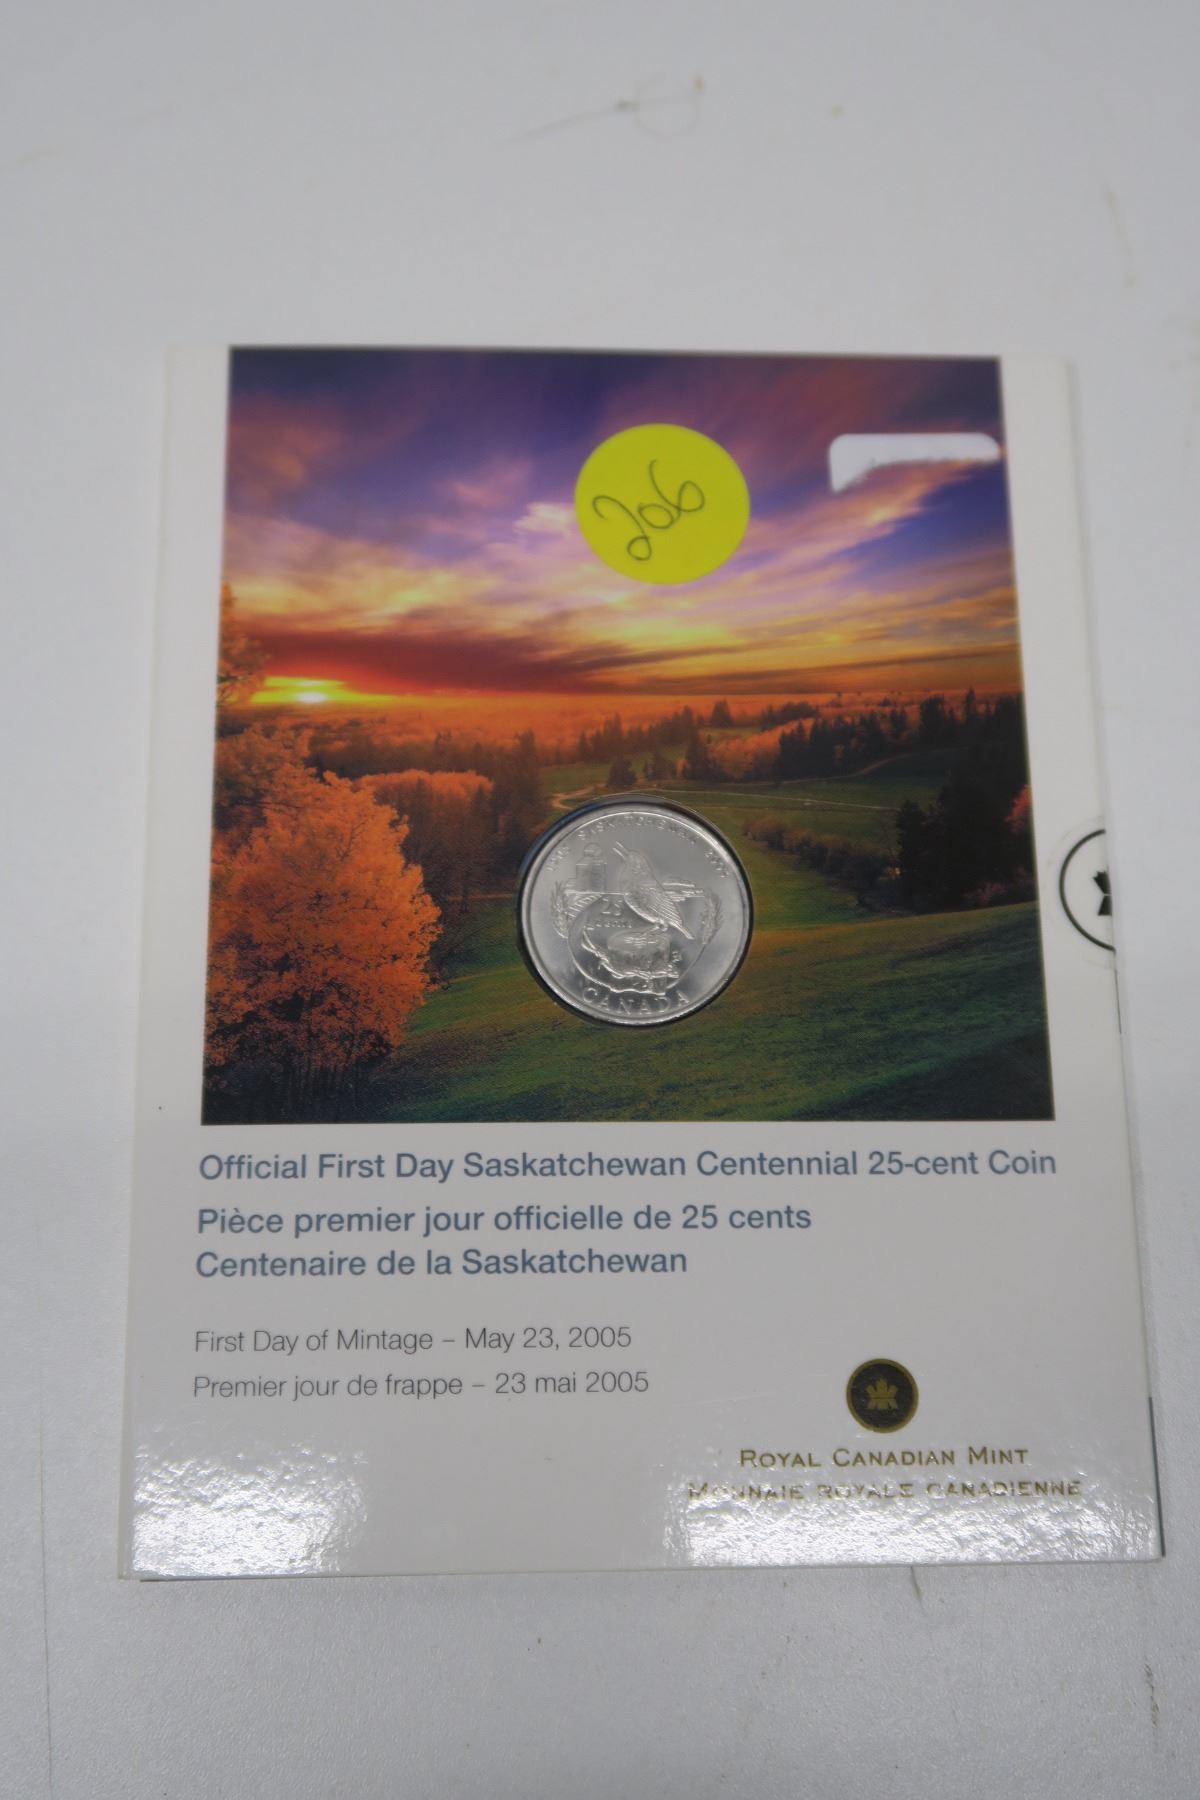 206
SASKATCHEWAN
25
CANADA
Official First Day Saskatchewan Centennial 25-cent Coin
Pièce premier jour officielle de 25 cents
Centenaire de la Saskatchewan
First Day of Mintage – May 23, 2005
Premier jour de frappe – 23 mai 2005
ROYAL CANADIAN MINT
MONNAIE ROYALE CANADIENNE